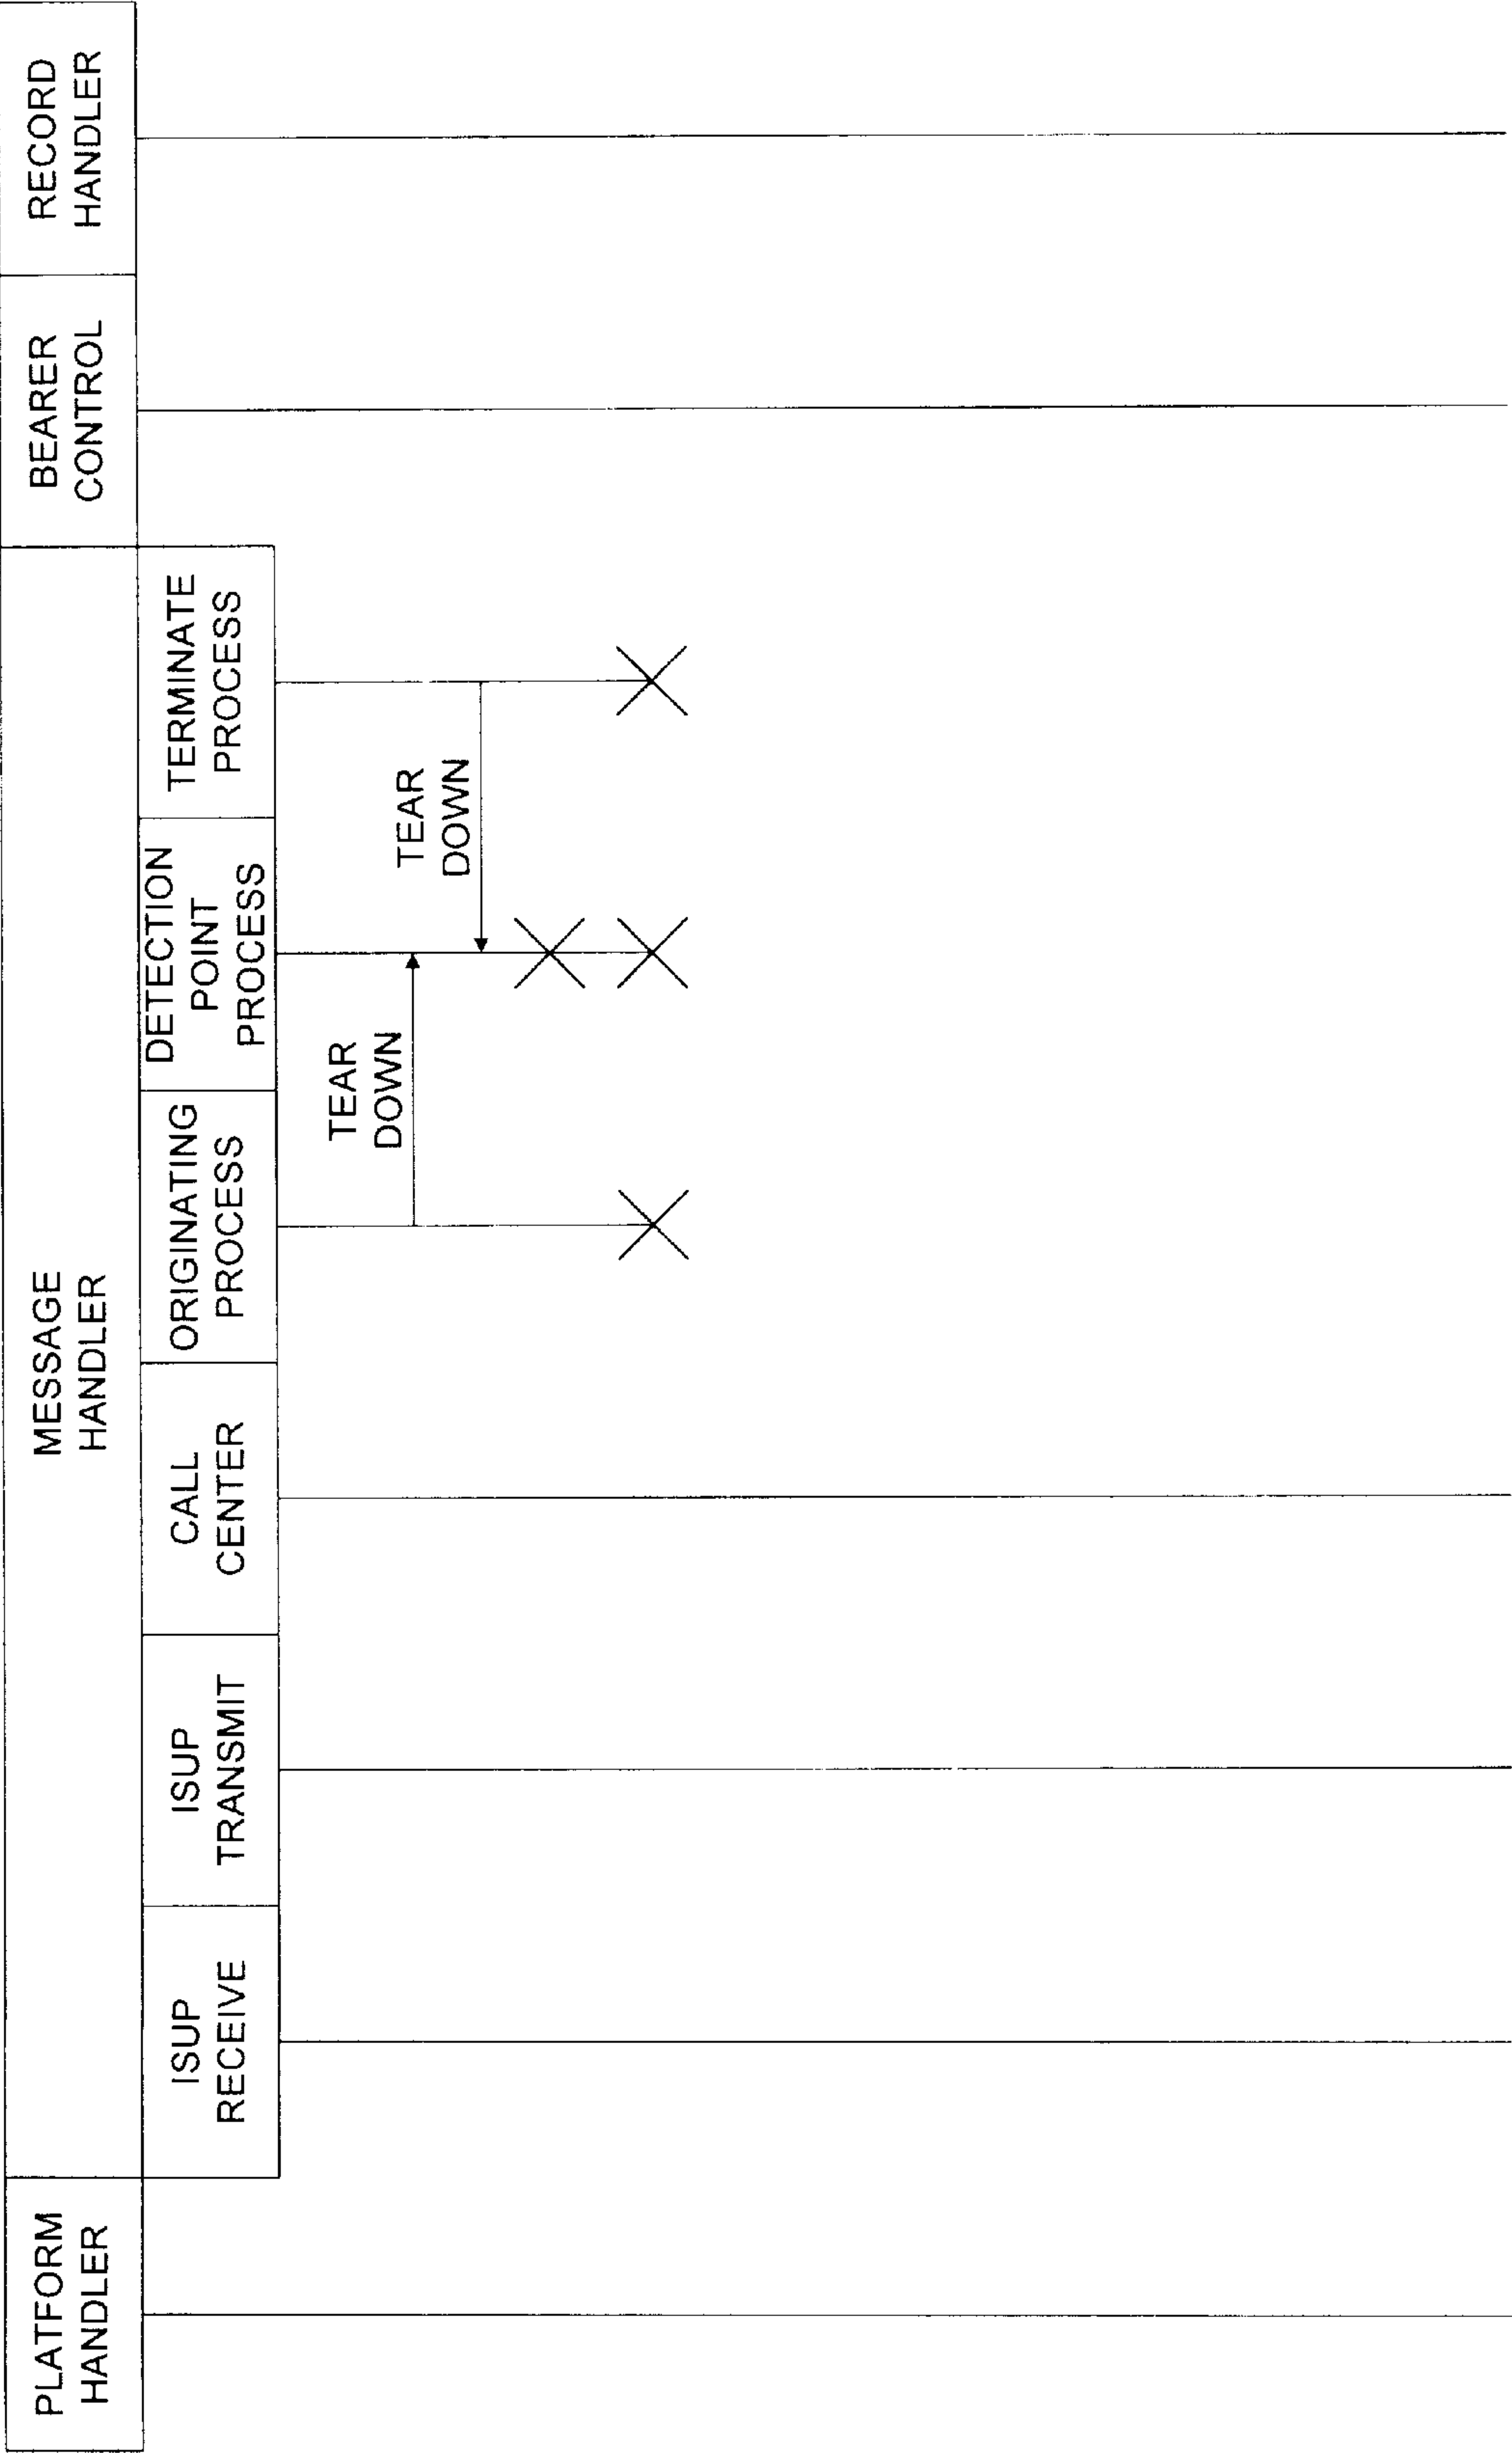 PLATFORM
HANDLER
MESSAGE
HANDLER
BEARER
CONTROL
RECORD
HANDLER
ISUP
RECEIVE
ISUP
TRANSMIT
CALL
CENTER
ORIGINATING
PROCESS
DETECTION
POINT
PROCESS
TERMINATE
PROCESS
TEAR
DOWN
TEAR
DOWN